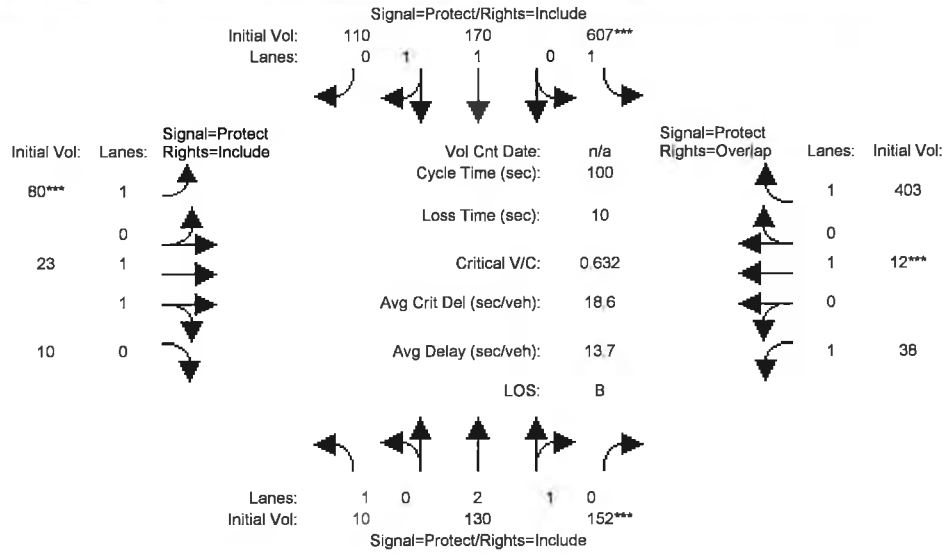 Signal=Protect/Rights=Include
Initial Vol: 110 170 607***
Lanes: 0 1 1 0 1
Signal=Protect
Initial Vol: Lanes: Rights=Include
Vol Cnt Date: n/a
Signal=Protect
Rights=Overlap Lanes: Initial Vol:
Cycle Time (sec): 100
80*** 1
1 403
Loss Time (sec): 10
0
0
23 1
Critical V/C: 0.632
1 12***
1
Avg Crit Del (sec/veh): 18.6
0
10 0
Avg Delay (sec/veh): 13.7
1 38
LOS: B
Lanes: 1 0 2 1 0
Initial Vol: 10 130 152***
Signal=Protect/Rights=Include